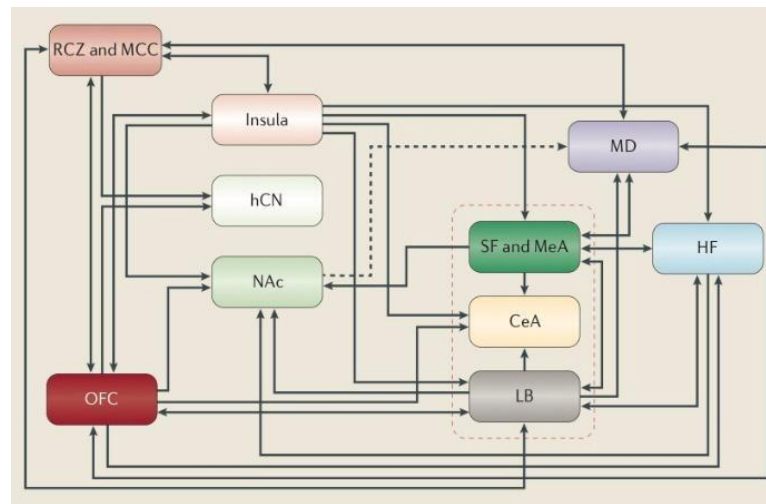 RCZ and MCC
Insula
MD
hCN
SF and MeA
HF
NAc
CeA
OFC
LB